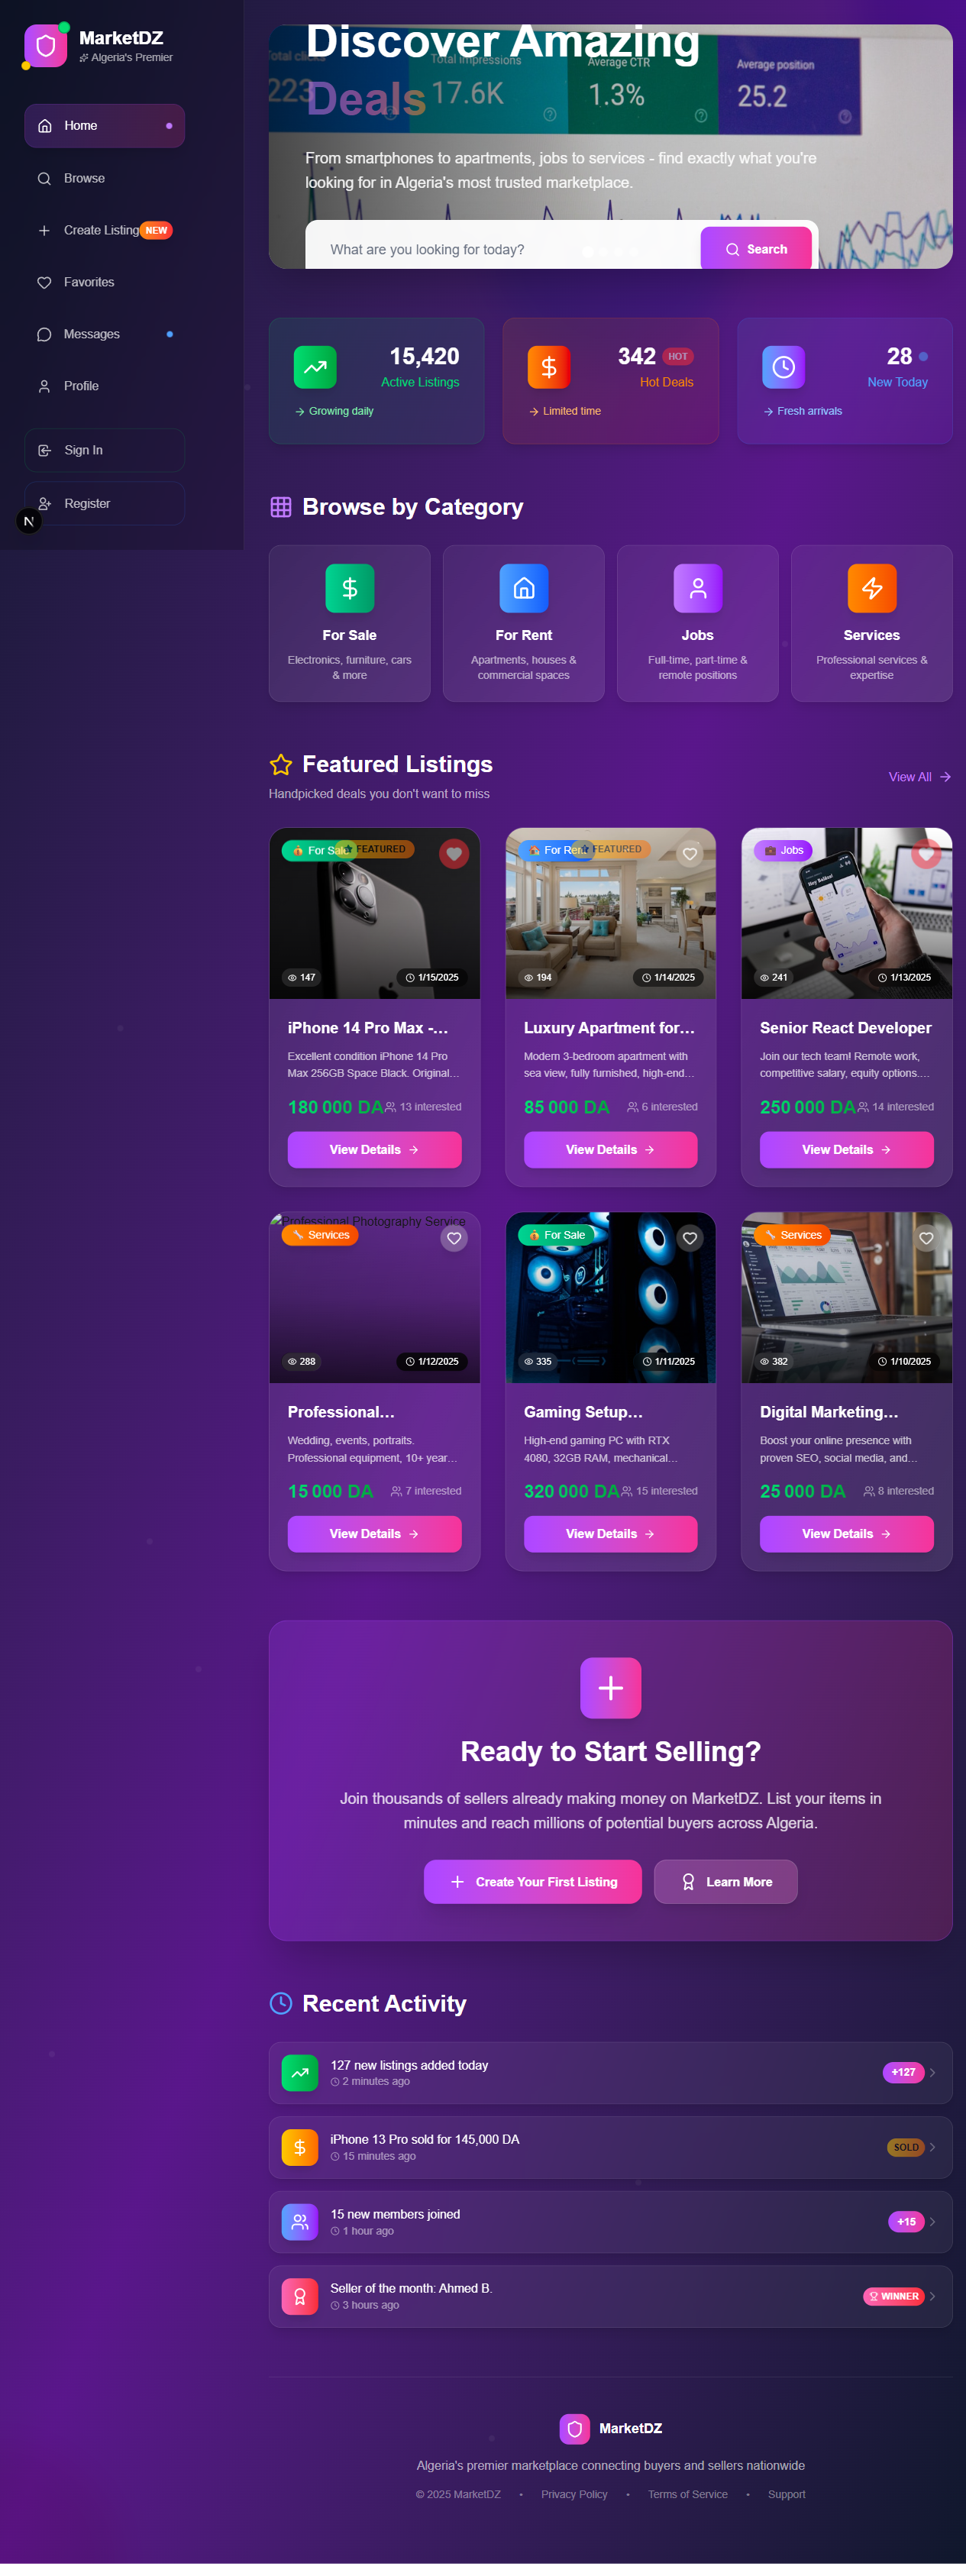 MarketDZ
Algeria's Premier
Home
Browse
Create Listing NEW
Favorites
Messages
Profile
Sign In
Register
N
Discover Amazing
Deals
Total clicks
Total impressions
Average CTR
Average position
223
17.6K
1.3%
25.2
From smartphones to apartments, jobs to services - find exactly what you're
looking for in Algeria's most trusted marketplace.
What are you looking for today?
Search
15,420
Active Listings
Growing daily
342 HOT
Hot Deals
Limited time
28
New Today
Fresh arrivals
Browse by Category
For Sale
Electronics, furniture, cars
& more
For Rent
Apartments, houses &
commercial spaces
Jobs
Full-time, part-time &
remote positions
Services
Professional services &
expertise
Featured Listings
Handpicked deals you don't want to miss
View All
For Sale
FEATURED
147
1/15/2025
iPhone 14 Pro Max -...
Excellent condition iPhone 14 Pro
Max 256GB Space Black. Original...
180 000 DA
13 interested
View Details
For Rent
FEATURED
194
1/14/2025
Luxury Apartment for...
Modern 3-bedroom apartment with
sea view, fully furnished, high-end...
85 000 DA
6 interested
View Details
Jobs
241
1/13/2025
Senior React Developer
Join our tech team! Remote work,
competitive salary, equity options....
250 000 DA
14 interested
View Details
Professional Photography Service
Services
288
1/12/2025
Professional...
Wedding, events, portraits.
Professional equipment, 10+ year...
15 000 DA
7 interested
View Details
For Sale
335
1/11/2025
Gaming Setup...
High-end gaming PC with RTX
4080, 32GB RAM, mechanical...
320 000 DA
15 interested
View Details
Services
382
1/10/2025
Digital Marketing...
Boost your online presence with
proven SEO, social media, and...
25 000 DA
8 interested
View Details
Ready to Start Selling?
Join thousands of sellers already making money on MarketDZ. List your items in
minutes and reach millions of potential buyers across Algeria.
Create Your First Listing
Learn More
Recent Activity
127 new listings added today
2 minutes ago
+127
iPhone 13 Pro sold for 145,000 DA
15 minutes ago
SOLD
15 new members joined
1 hour ago
+15
Seller of the month: Ahmed B.
3 hours ago
WINNER
MarketDZ
Algeria's premier marketplace connecting buyers and sellers nationwide
© 2025 MarketDZ • Privacy Policy • Terms of Service • Support